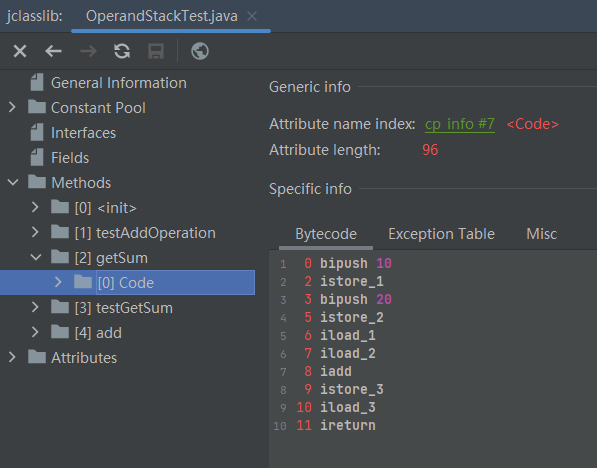 jclasslib: OperandStackTest.java
General Information
Constant Pool
Interfaces
Fields
Methods
[0] <init>
[1] testAddOperation
[2] getSum
[0] Code
[3] testGetSum
[4] add
Attributes
Generic info
Attribute name index: cp info #7 <Code>
Attribute length: 96
Specific info
Bytecode Exception Table Misc
1 0 bipush 10
2 2 istore_1
3 3 bipush 20
4 5 istore_2
5 6 iload_1
6 7 iload_2
7 8 iadd
8 9 istore_3
9 10 iload_3
10 11 ireturn